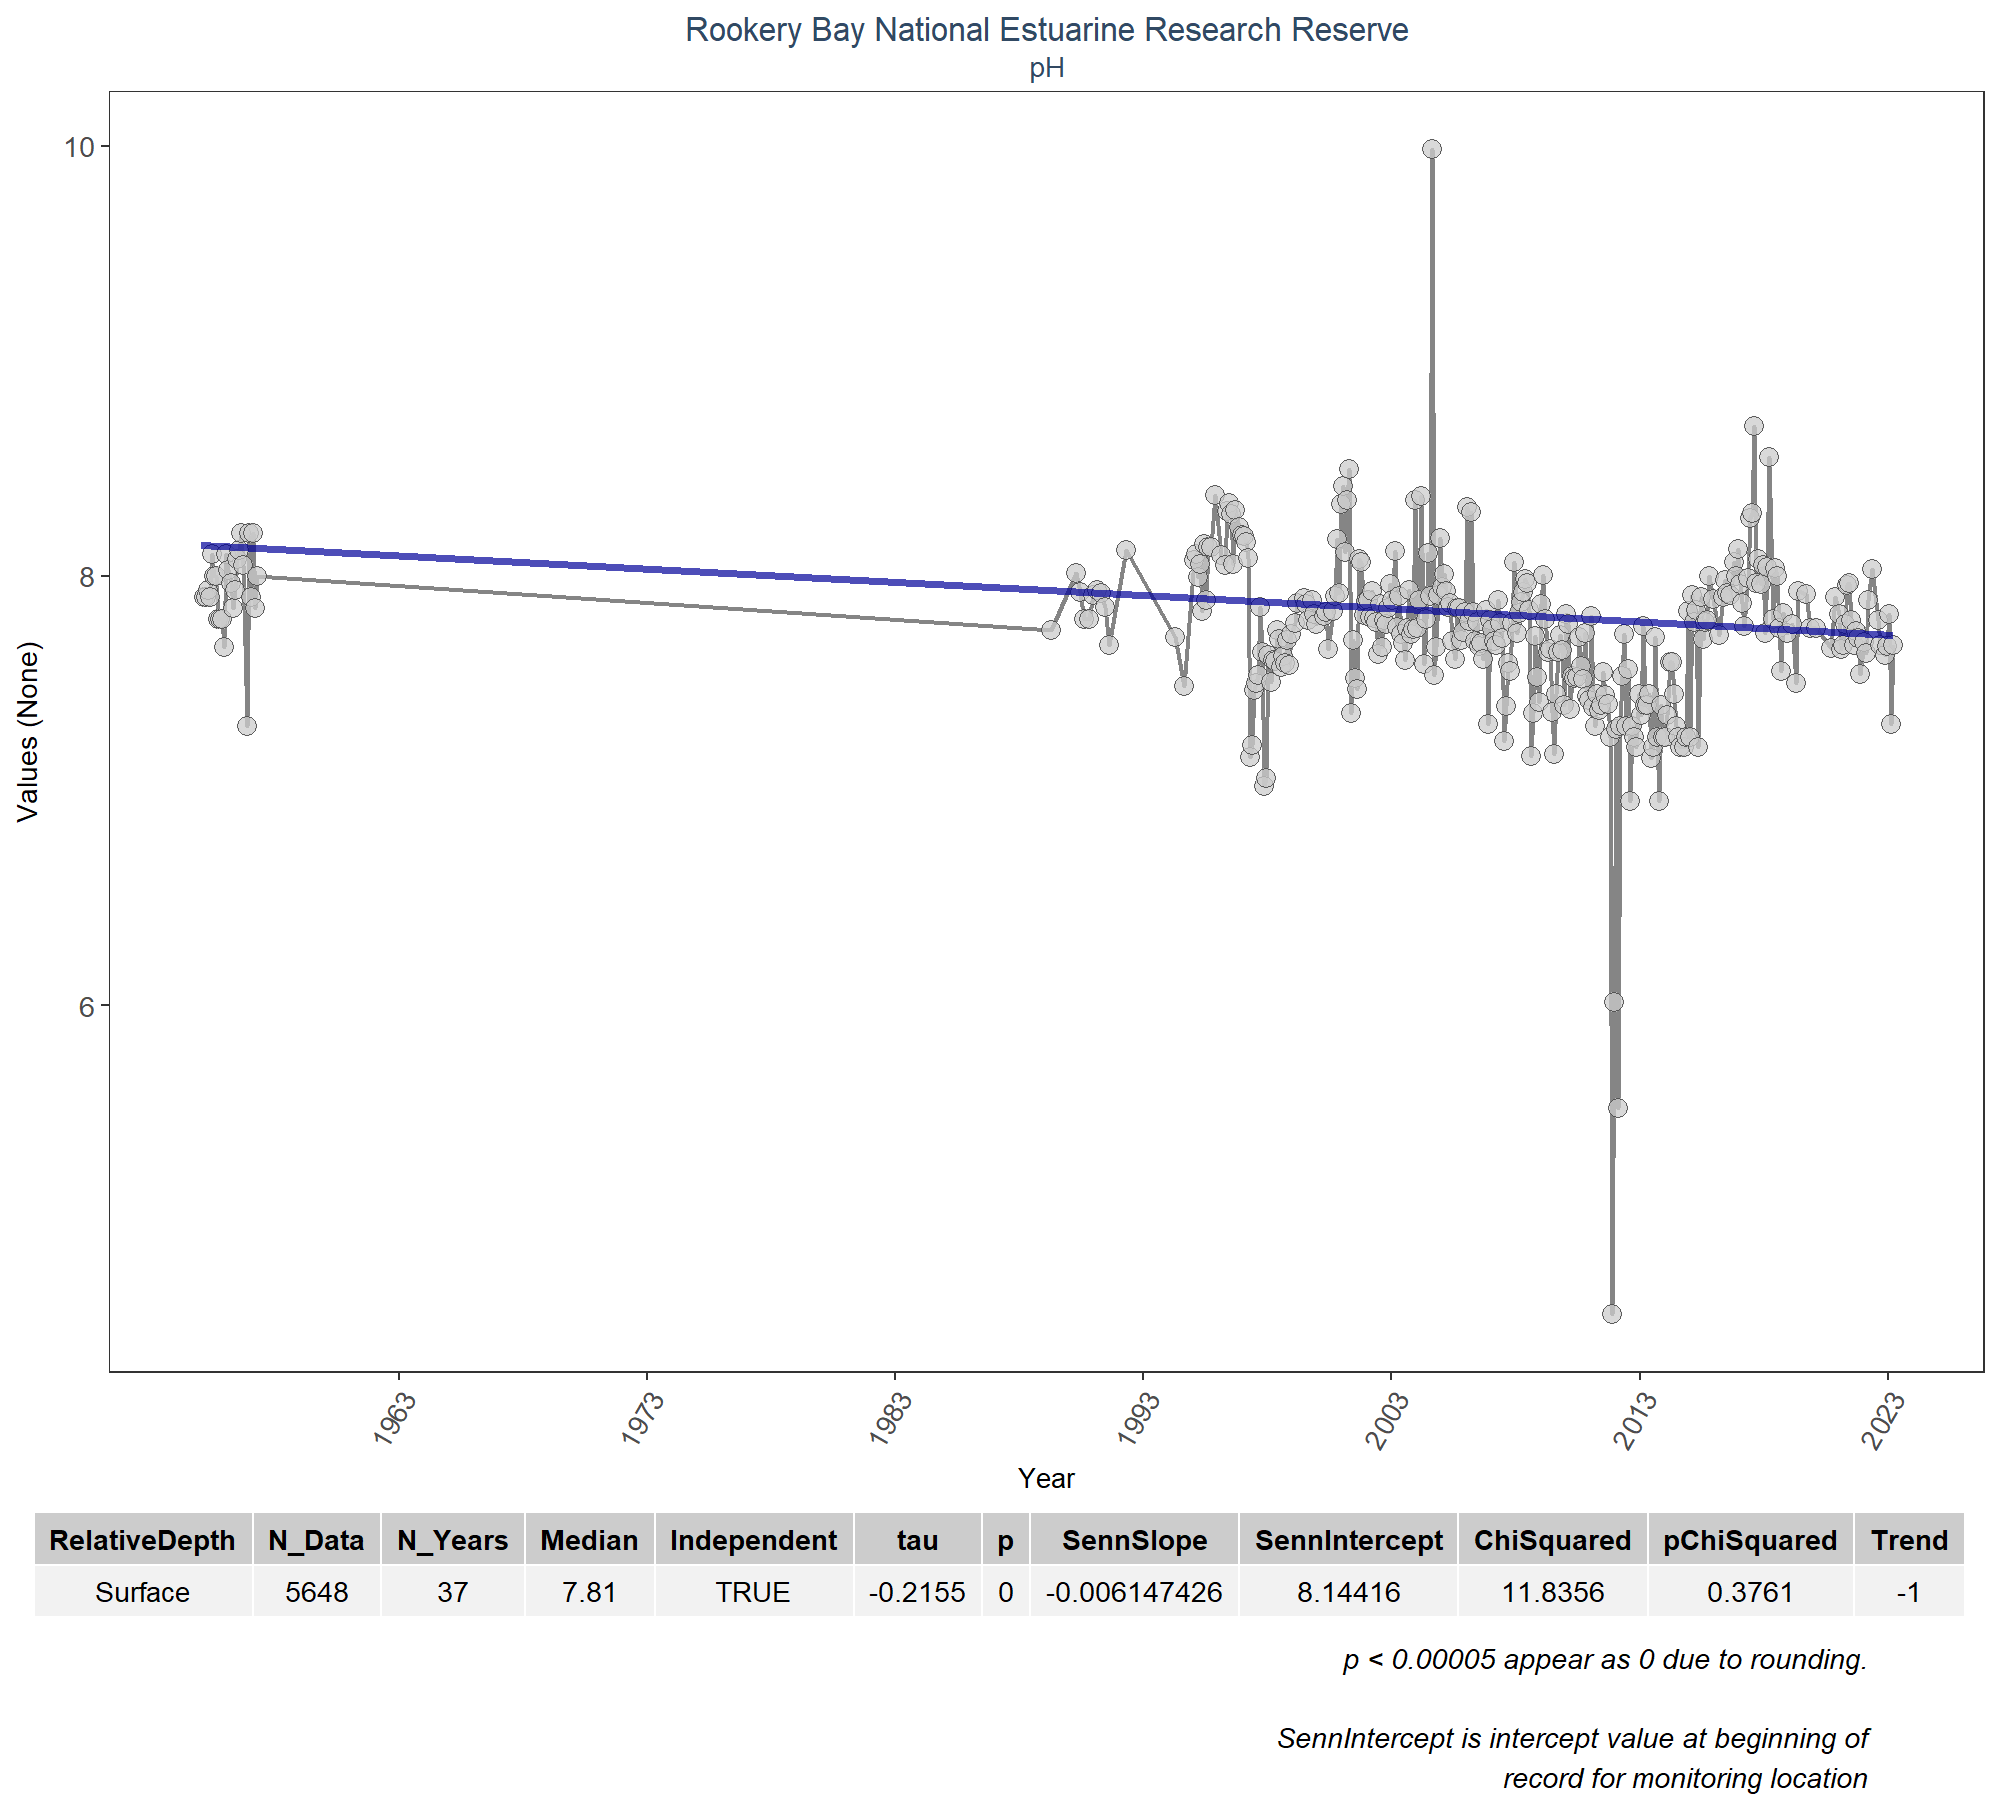 Rookery Bay National Estuarine Research Reserve
pH
10
8
6
Values (None)
1963 1973 1983 1993 2003 2013 2023
Year
RelativeDepth N_Data N_Years Median Independent tau p SennSlope SennIntercept ChiSquared pChiSquared Trend
Surface 5648 37 7.81 TRUE -0.2155 0 -0.006147426 8.14416 11.8356 0.3761 -1
p < 0.00005 appear as 0 due to rounding.
SennIntercept is intercept value at beginning of
record for monitoring location